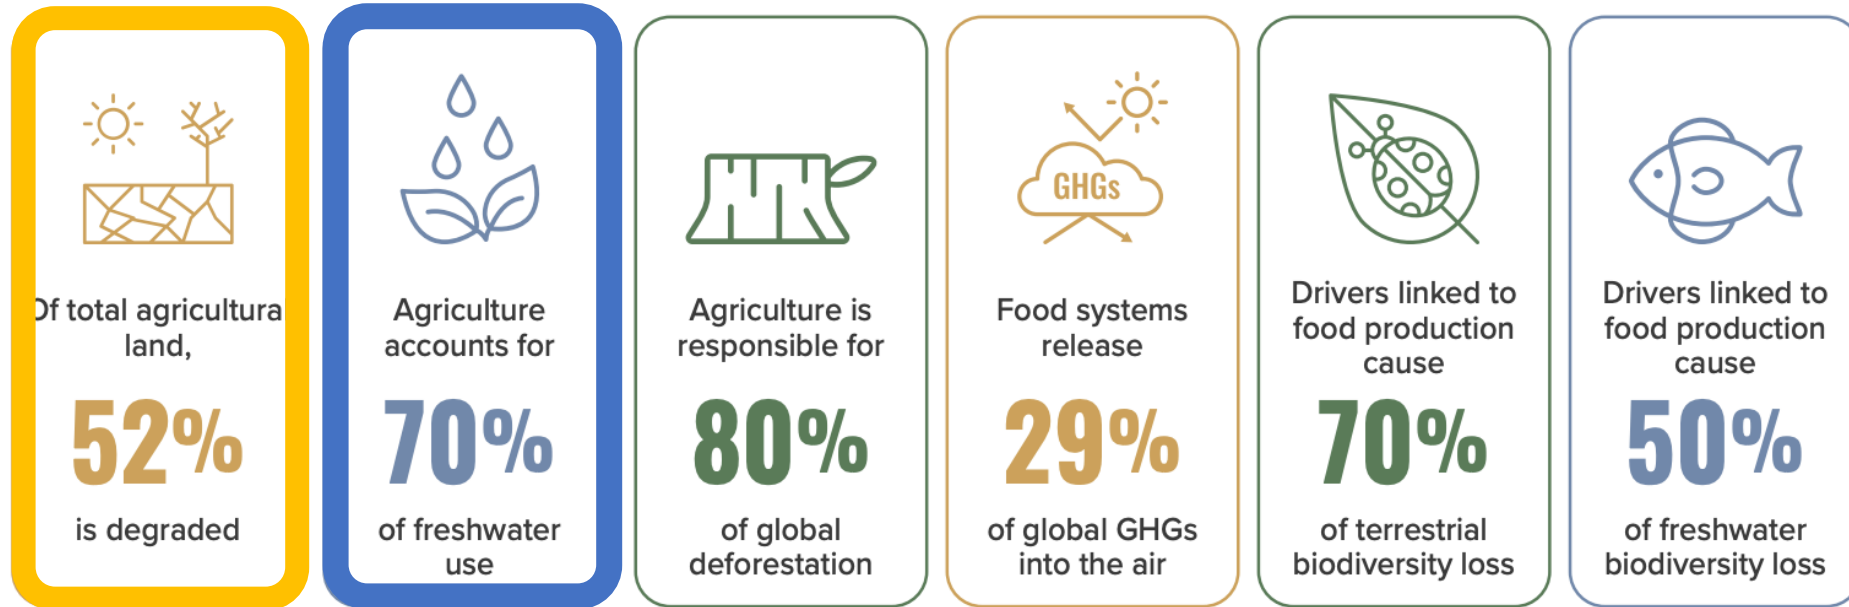 Of total agricultural
land,
52%
is degraded
Agriculture
accounts for
70%
of freshwater
use
Agriculture is
responsible for
80%
of global
deforestation
GHGs
Food systems
release
29%
of global GHGs
into the air
Drivers linked to
food production
cause
70%
of terrestrial
biodiversity loss
Drivers linked to
food production
cause
50%
of freshwater
biodiversity loss